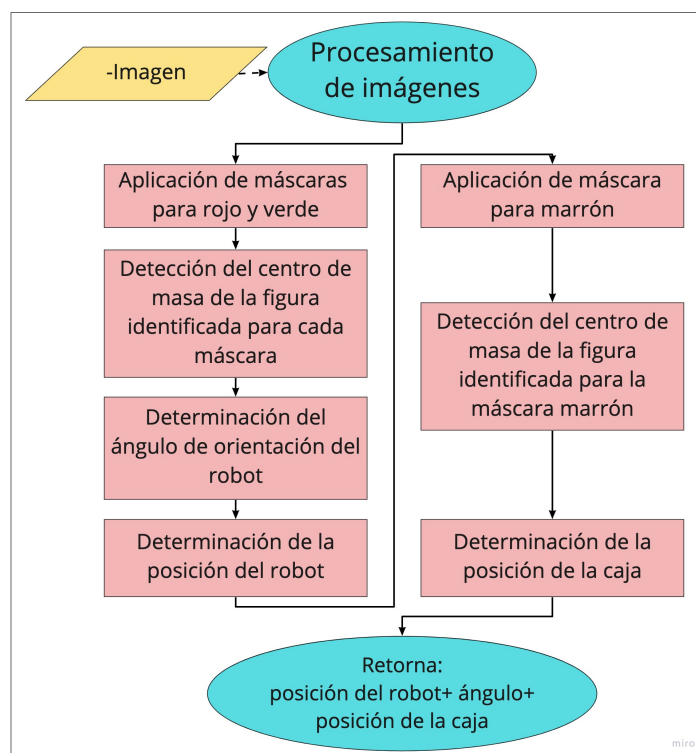 -Imagen
Procesamiento
de imágenes
Aplicación de máscaras
para rojo y verde
Detección del centro de
masa de la figura
identificada para cada
máscara
Determinación del
ángulo de orientación del
robot
Determinación de la
posición del robot
Aplicación de máscara
para marrón
Detección del centro de
masa de la figura
identificada para la
máscara marrón
Determinación de la
posición de la caja
Retorna:
posición del robot+ ángulo+
posición de la caja
miro